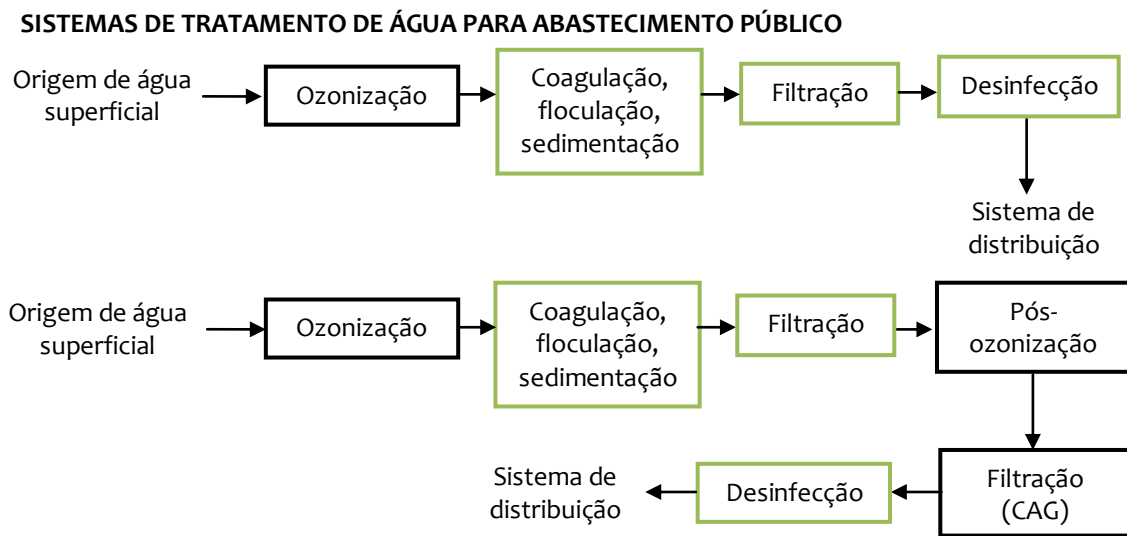 SISTEMAS DE TRATAMENTO DE ÁGUA PARA ABASTECIMENTO PÚBLICO
Origem de água
superficial
Ozonização
Coagulação,
floculação,
sedimentação
Filtração
Desinfecção
Sistema de
distribuição
Origem de água
superficial
Ozonização
Coagulação,
floculação,
sedimentação
Filtração
Pós-
ozonização
Filtração
(CAG)
Desinfecção
Sistema de
distribuição